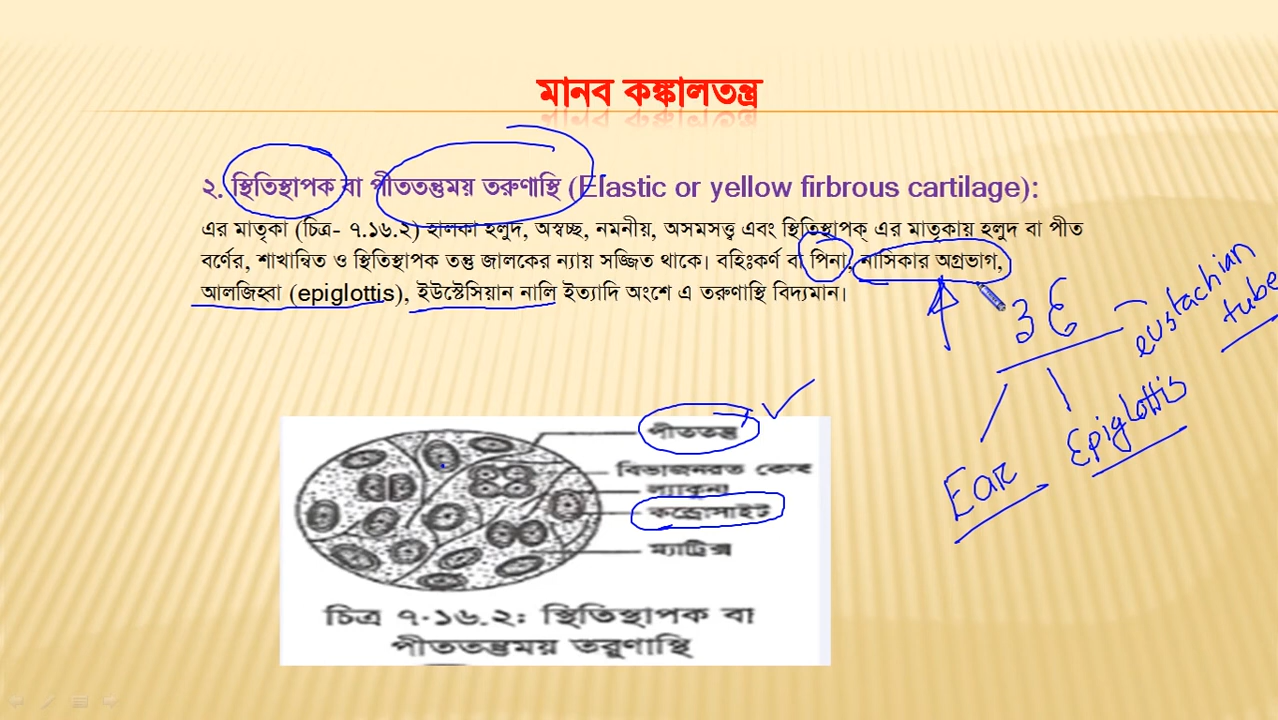 মানব কঙ্কালতন্ত্র
২. স্থিতিস্থাপক বা পীততন্তুময় তরুণাস্থি (Elastic or yellow firbrous cartilage):
এর মাতৃকা (চিত্র- ৭.১৬.২) হালকা হলুদ, অস্বচ্ছ, নমনীয়, অসমসত্ত্ব এবং স্থিতিস্থাপক্ এর মাতৃকায় হলুদ বা পীত
বর্ণের, শাখান্বিত ও স্থিতিস্থাপক তন্তু জালকের ন্যায় সজ্জিত থাকে। বহিঃকর্ণ বা পিনা, নাসিকার অগ্রভাগ,
আলজিহ্বা (epiglottis), ইউস্টেসিয়ান নালি ইত্যাদি অংশে এ তরুণাস্থি বিদ্যমান।
3 E
eustachian
tube
Epiglottis
Ear
পীততন্তু
বিভাজনরত কোষ
ল্যাকুনা
কন্ড্রোসাইট
ম্যাট্রিক্স
চিত্র ৭·১৬.২: স্থিতিস্থাপক বা
পীততন্তুময় তরুণাস্থি